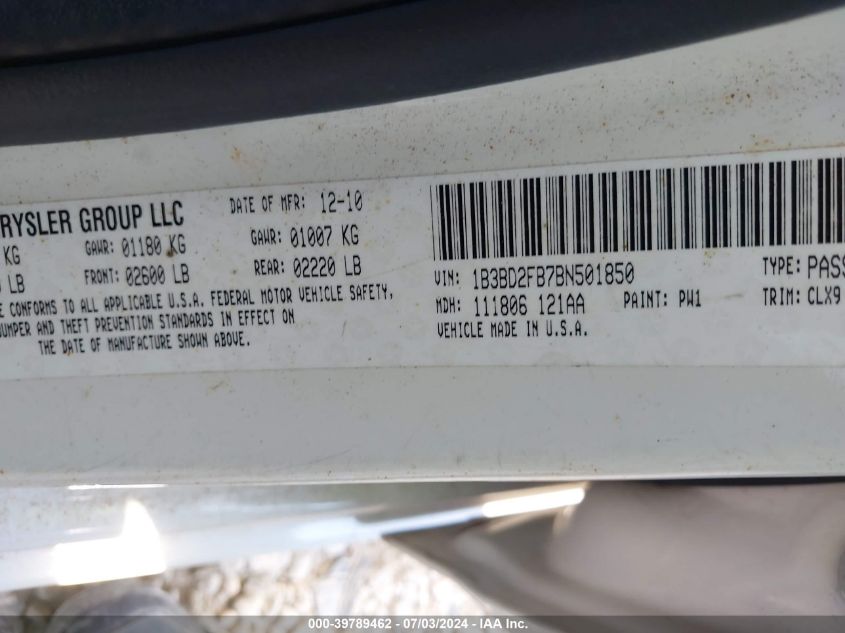 RYSLER GROUP LLC
DATE OF MFR: 12-10
KG GAWR: 01180 KG GAWR: 01007 KG
LB FRONT: 02600 LB REAR: 02220 LB
E CONFORMS TO ALL APPLICABLE U.S.A. FEDERAL MOTOR VEHICLE SAFETY,
UMPER AND THEFT PREVENTION STANDARDS IN EFFECT ON
THE DATE OF MANUFACTURE SHOWN ABOVE.
VIN: 1B3BD2FB7BN501850 TYPE: PASS
MDH: 111806 121AA PAINT: PW1 TRIM: CLX9
VEHICLE MADE IN U.S.A.
000-39789462 - 07/03/2024 - IAA Inc.